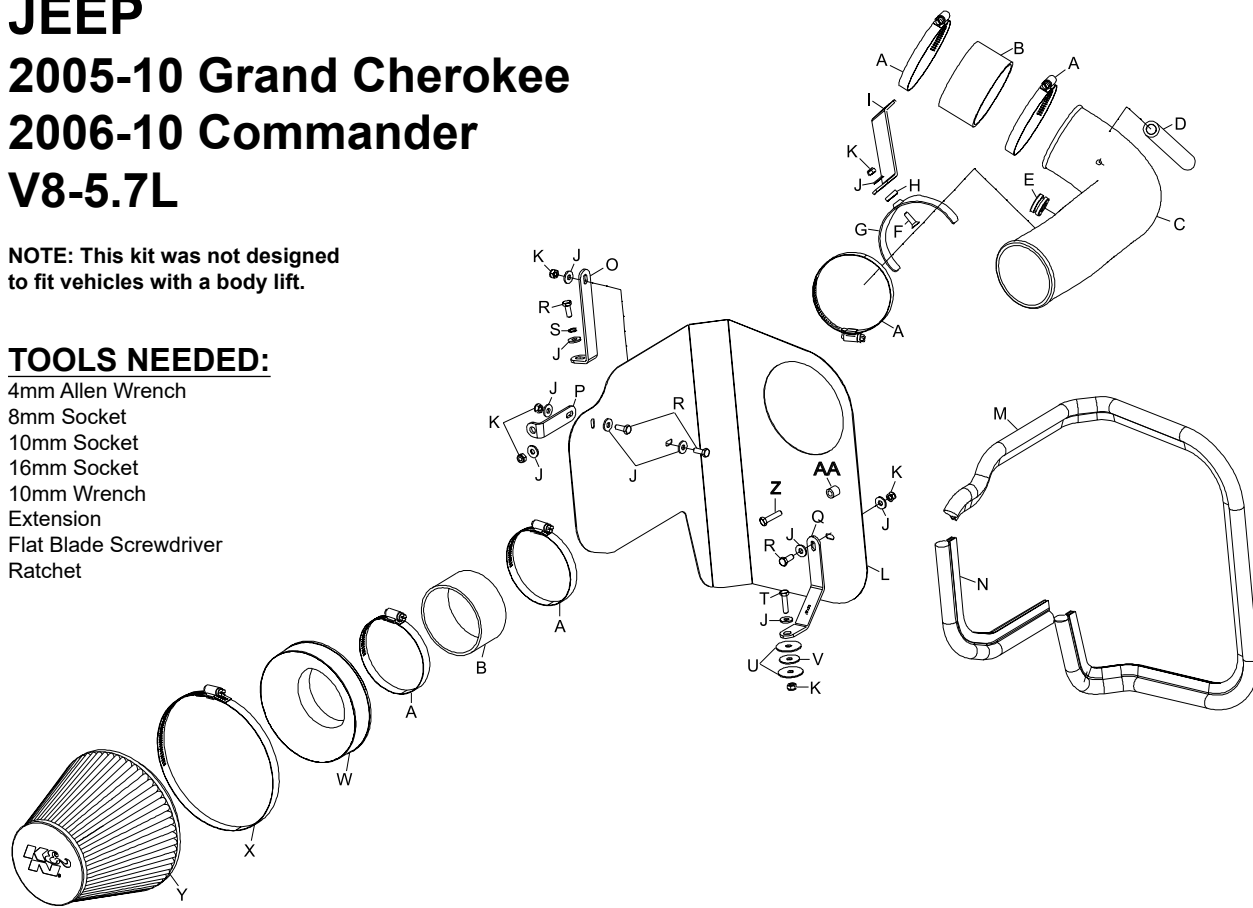 JEEP
2005-10 Grand Cherokee
2006-10 Commander
V8-5.7L
NOTE: This kit was not designed
to fit vehicles with a body lift.
TOOLS NEEDED:
4mm Allen Wrench
8mm Socket
10mm Socket
16mm Socket
10mm Wrench
Extension
Flat Blade Screwdriver
Ratchet
A
B
A
I
D
K
J
H
E
G
F
C
A
K
J
O
R
S
J
J
P
K
J
R
J
M
AA
K
Z
J
Q
J
R
L
T
J
N
U
V
K
A
B
A
W
X
Y
K&N